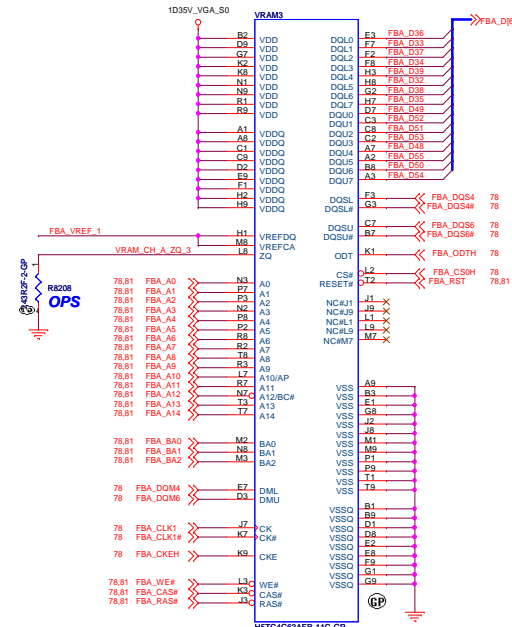 1D35V_VGA_S0
VRAM3
B2 VDD DQL0 E3 FBA_D36
D9 VDD DQL1 F7 FBA_D33
G7 VDD DQL2 F2 FBA_D37
K2 VDD DQL3 F8 FBA_D34
K8 VDD DQL4 H3 FBA_D39
N1 VDD DQL5 H8 FBA_D32
N9 VDD DQL6 G2 FBA_D38
R1 VDD DQL7 H7 FBA_D35
R9 VDD DQU0 D7 FBA_D49
DQU1 C3 FBA_D52
A1 VDDQ DQU2 C8 FBA_D51
A8 VDDQ DQU3 C2 FBA_D53
C1 VDDQ DQU4 A7 FBA_D48
C9 VDDQ DQU5 A2 FBA_D55
D2 VDDQ DQU6 B8 FBA_D50
E9 VDDQ DQU7 A3 FBA_D54
F1 VDDQ
H2 VDDQ DQSL F3 FBA_DQS4 78
H9 VDDQ DQSL# G3 FBA_DQS4# 78
DQSU C7 FBA_DQS6 78
FBA_VREF_1 H1 VREFDQ DQSU# B7 FBA_DQS6# 78
M8 VREFCA
VRAM_CH_A_ZQ_3 L8 ZQ ODT K1 FBA_ODTH 78
CS# L2 FBA_CS0H 78
RESET# T2 FBA_RST 78,81
243R2F-2-GP
R8208
OPS
1
78,81 FBA_A0 N3 A0
78,81 FBA_A1 P7 A1
78,81 FBA_A2 P3 A2
78,81 FBA_A3 N2 A3
78,81 FBA_A4 P8 A4
78,81 FBA_A5 P2 A5
78,81 FBA_A6 R8 A6
78,81 FBA_A7 R2 A7
78,81 FBA_A8 T8 A8
78,81 FBA_A9 R3 A9
78,81 FBA_A10 L7 A10/AP
78,81 FBA_A11 R7 A11
78,81 FBA_A12 N7 A12/BC#
78,81 FBA_A13 T3 A13
78,81 FBA_A14 T7 A14
NC#J1 J1
NC#J9 J9
NC#L1 L1
NC#L9 L9
NC#M7 M7
VSS A9
VSS B3
VSS E1
VSS G8
VSS J2
VSS J8
VSS M1
VSS M9
VSS P1
VSS P9
VSS T1
VSS T9
78,81 FBA_BA0 M2 BA0
78,81 FBA_BA1 N8 BA1
78,81 FBA_BA2 M3 BA2
78 FBA_DQM4 E7 DML
78 FBA_DQM6 D3 DMU
VSSQ B1
VSSQ B9
VSSQ D1
VSSQ D8
VSSQ E2
VSSQ E8
VSSQ F9
VSSQ G1
VSSQ G9
78 FBA_CLK1 J7 CK
78 FBA_CLK1# K7 CK#
78 FBA_CKEH K9 CKE
78,81 FBA_WE# L3 WE#
78,81 FBA_CAS# K3 CAS#
78,81 FBA_RAS# J3 RAS#
GP